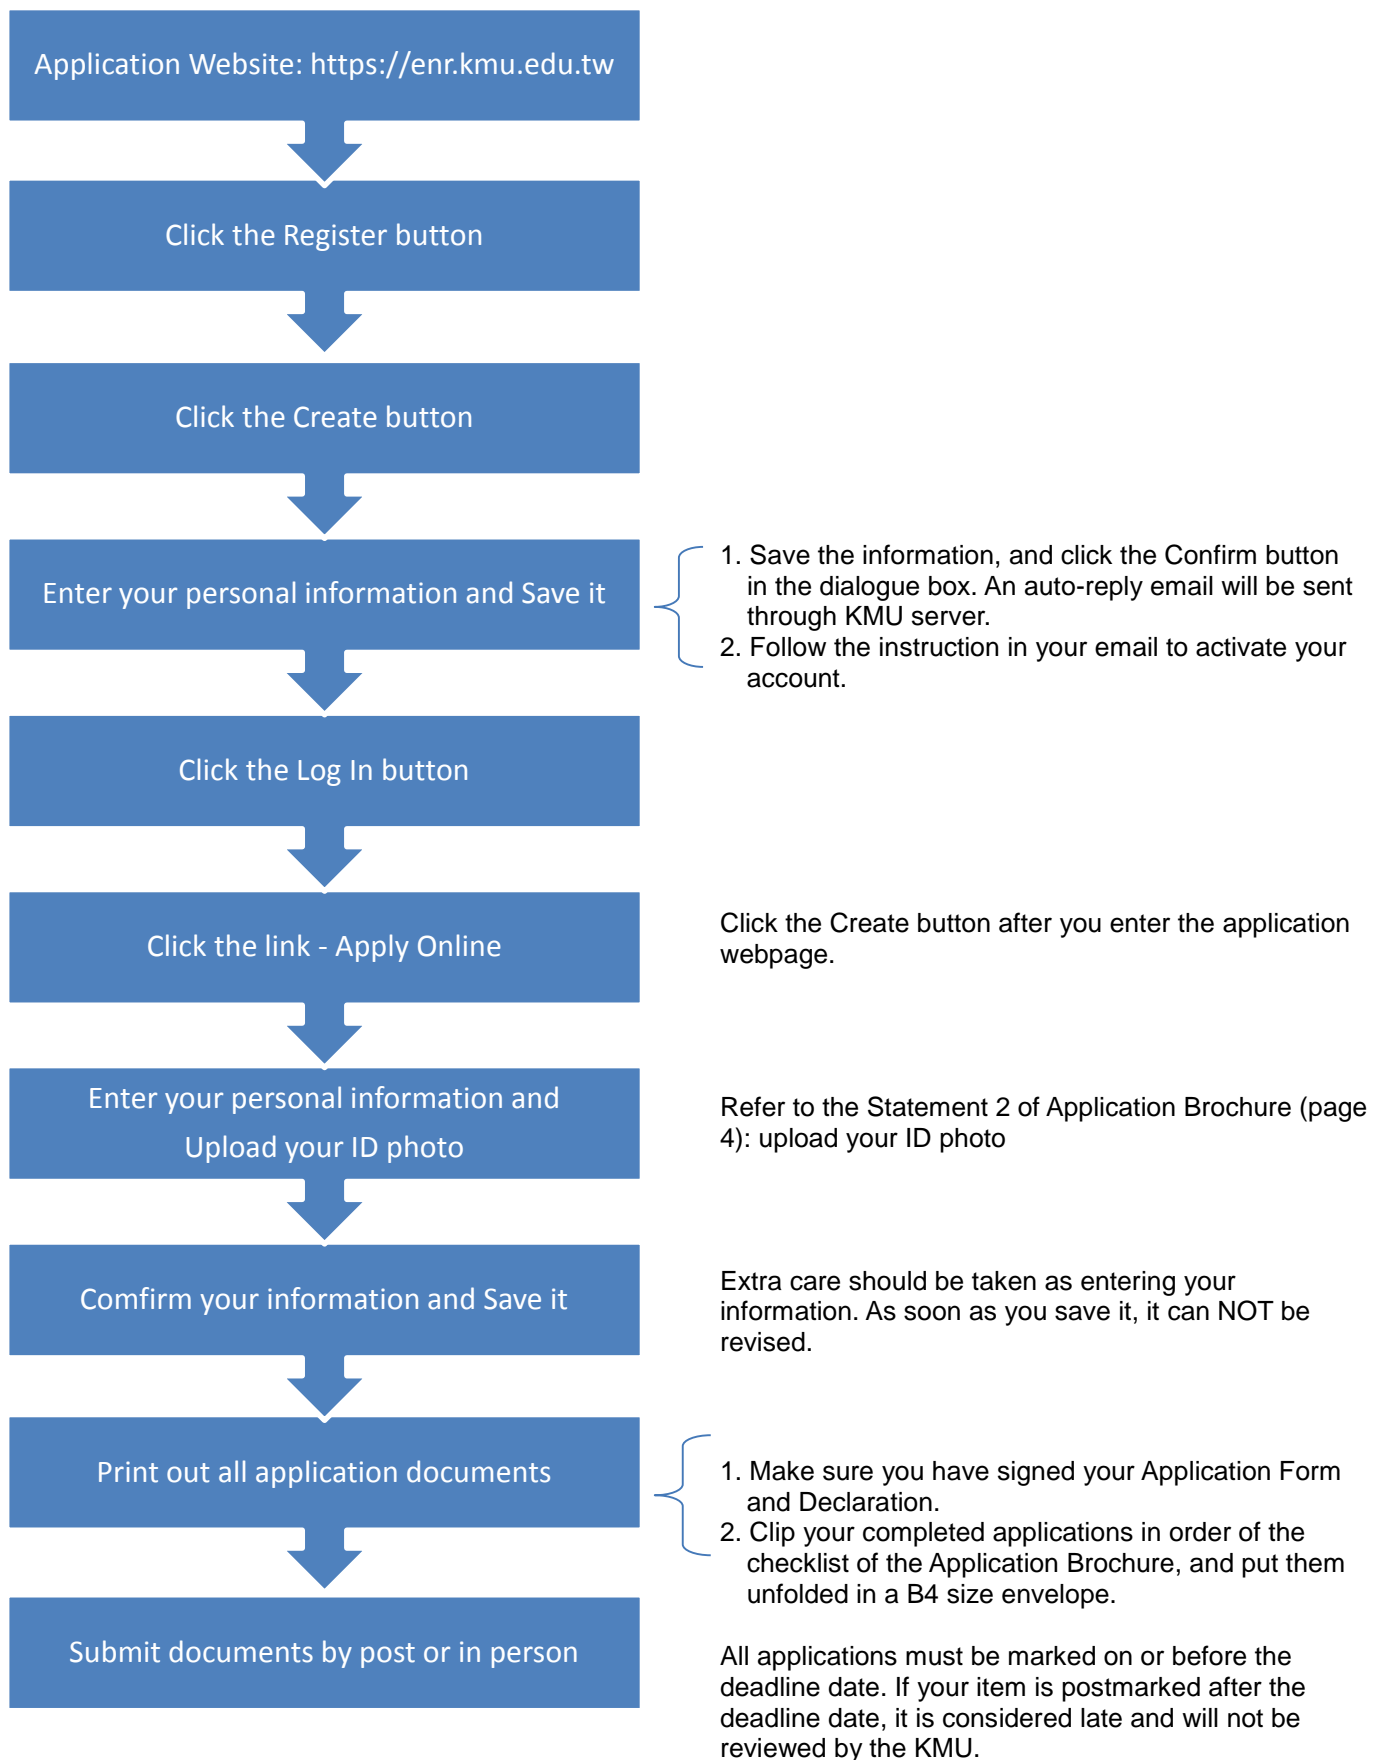 Application Website: https://enr.kmu.edu.tw
Click the Register button
Click the Create button
Enter your personal information and Save it
1. Save the information, and click the Confirm button
in the dialogue box. An auto-reply email will be sent
through KMU server.
2. Follow the instruction in your email to activate your
account.
Click the Log In button
Click the link - Apply Online
Click the Create button after you enter the application
webpage.
Enter your personal information and
Upload your ID photo
Refer to the Statement 2 of Application Brochure (page
4): upload your ID photo
Comfirm your information and Save it
Extra care should be taken as entering your
information. As soon as you save it, it can NOT be
revised.
Print out all application documents
1. Make sure you have signed your Application Form
and Declaration.
2. Clip your completed applications in order of the
checklist of the Application Brochure, and put them
unfolded in a B4 size envelope.
Submit documents by post or in person
All applications must be marked on or before the
deadline date. If your item is postmarked after the
deadline date, it is considered late and will not be
reviewed by the KMU.